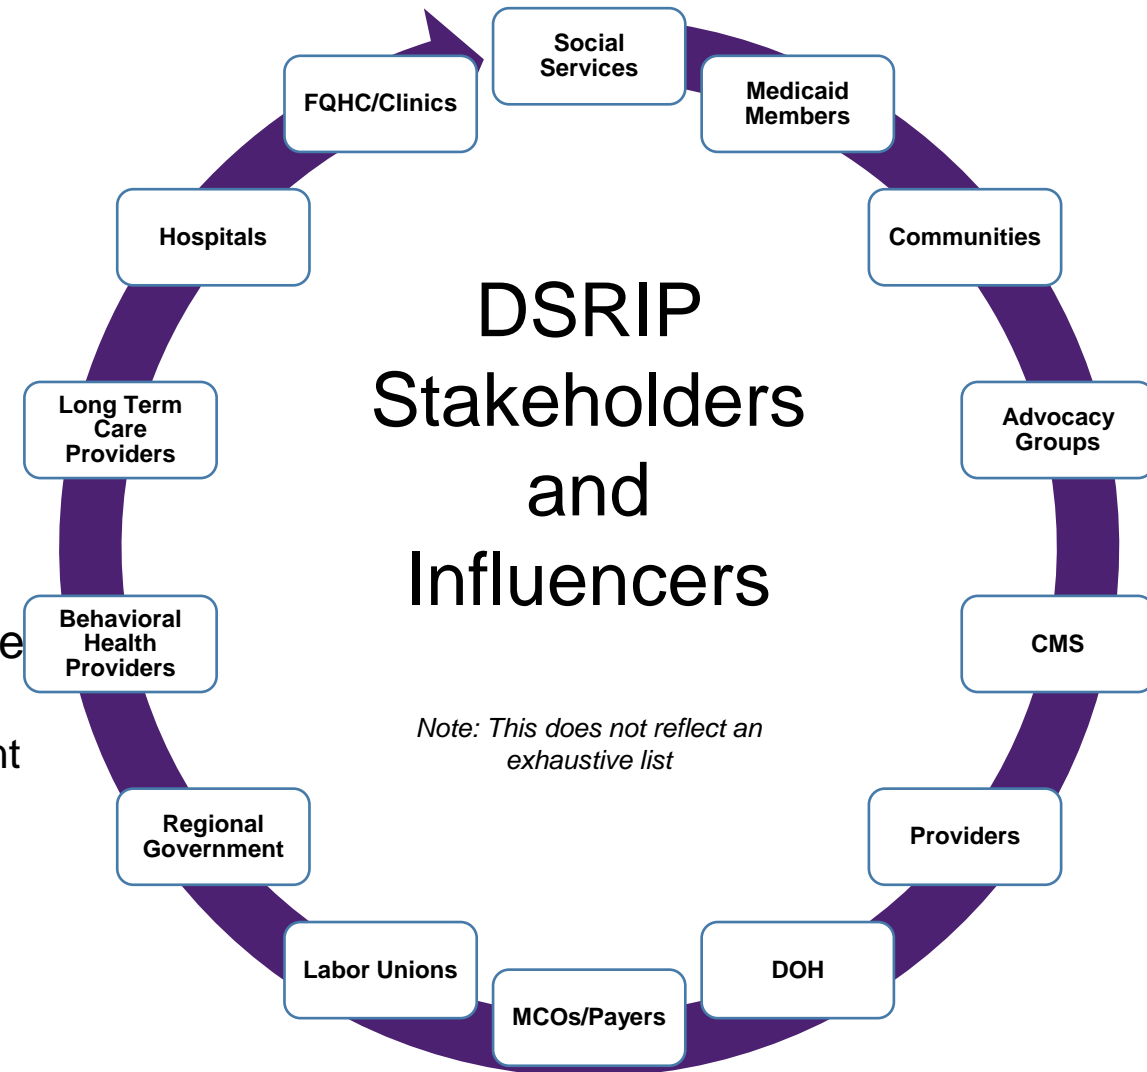 Social
Services
Medicaid
Members
Communities
Advocacy
Groups
CMS
Providers
DOH
MCOs/Payers
Labor Unions
Regional
Government
Behavioral
Health
Providers
Long Term
Care
Providers
Hospitals
FQHC/Clinics
DSRIP
Stakeholders
and
Influencers
Note: This does not reflect an
exhaustive list